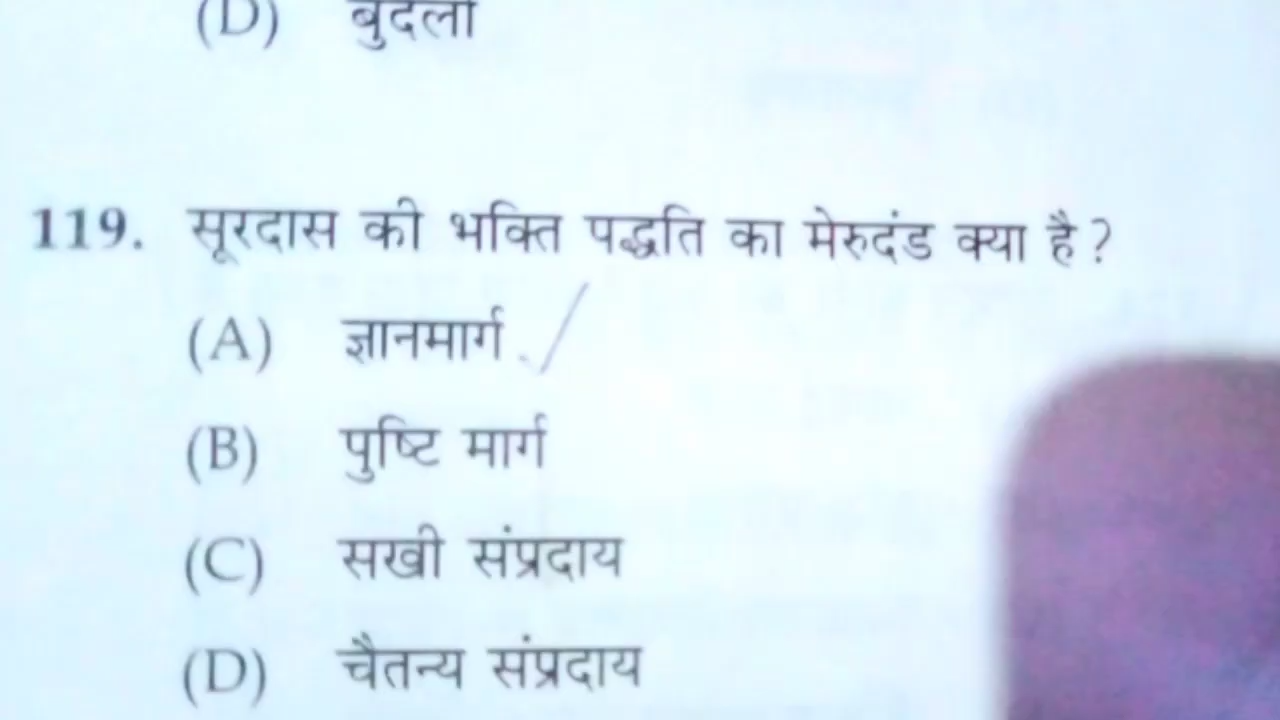 (D) बुंदेली
119. सूरदास की भक्ति पद्धति का मेरुदंड क्या है ?
(A) ज्ञानमार्ग
(B) पुष्टि मार्ग
(C) सखी संप्रदाय
(D) चैतन्य संप्रदाय